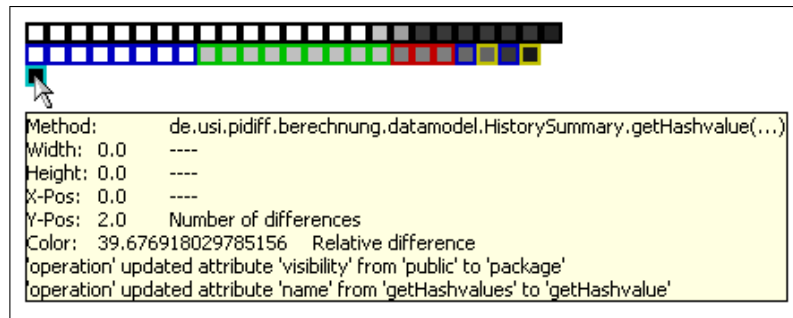 Method: de.usi.pidiff.berechnung.datamodel.HistorySummary.getHashvalue(...)
Width: 0.0 ----
Height: 0.0 ----
X-Pos: 0.0 ----
Y-Pos: 2.0 Number of differences
Color: 39.676918029785156 Relative difference
'operation' updated attribute 'visibility' from 'public' to 'package'
'operation' updated attribute 'name' from 'getHashvalues' to 'getHashvalue'